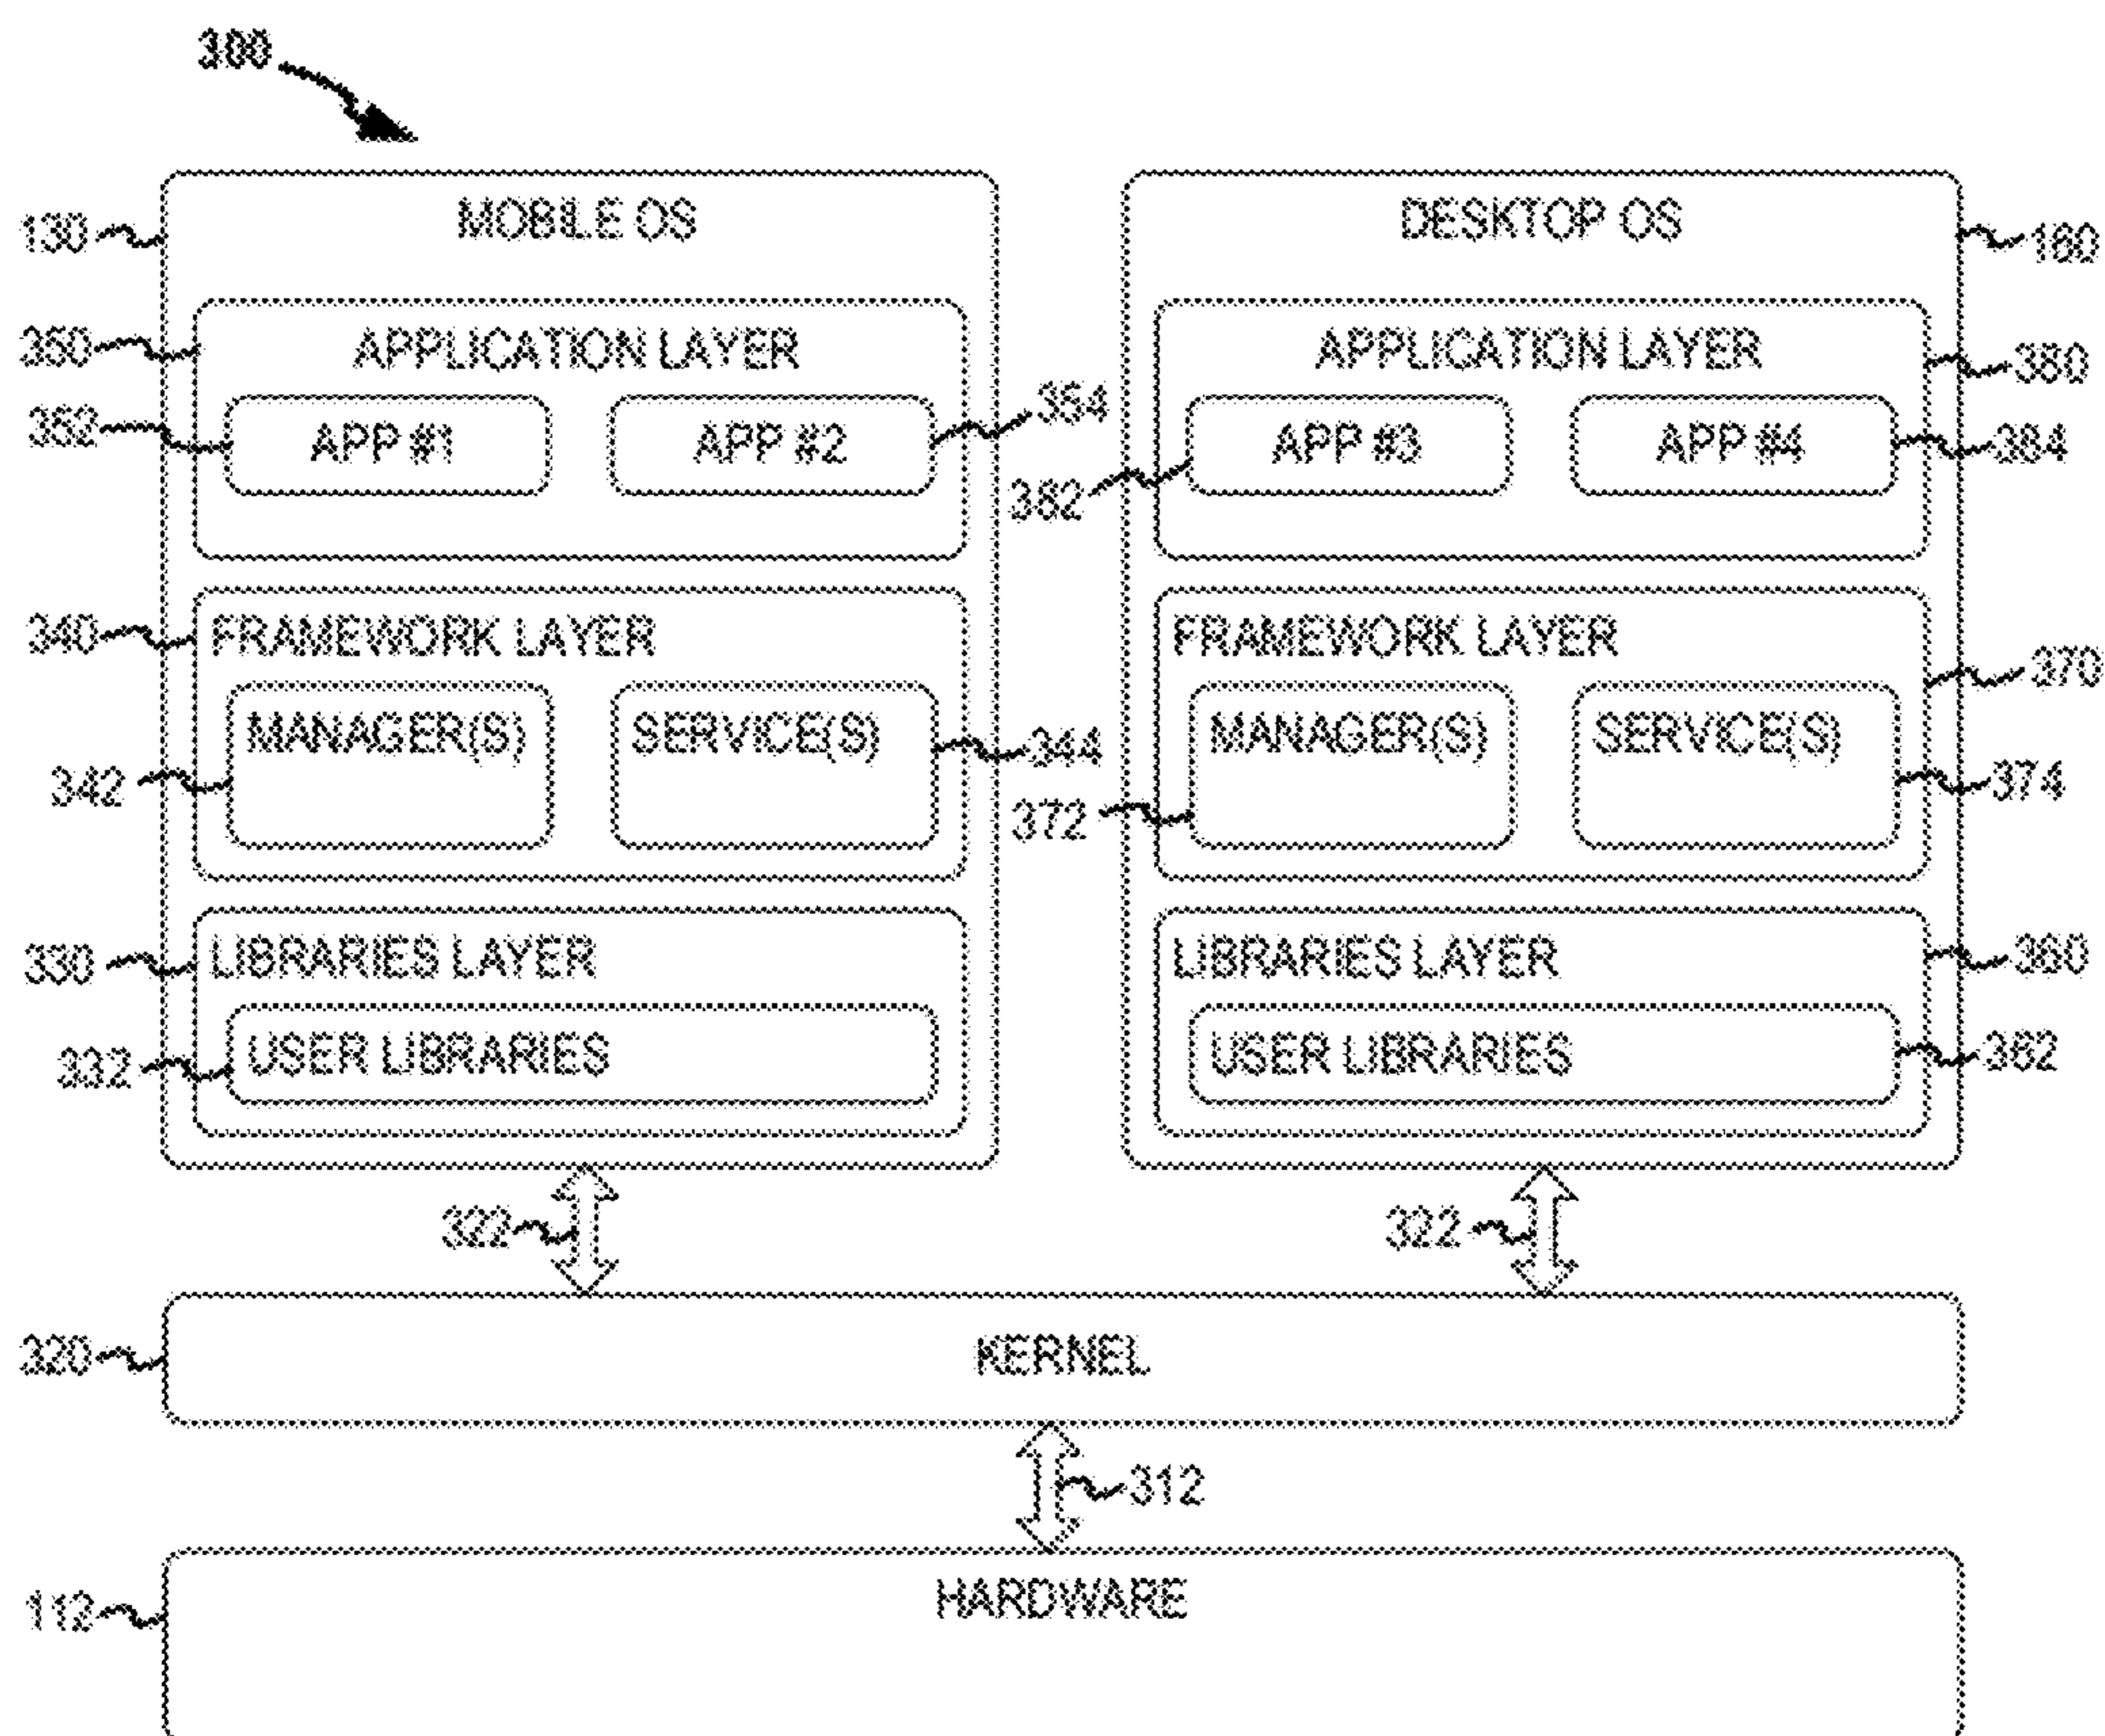 300
130
MOBILE OS
DESKTOP OS
160
350
APPLICATION LAYER
APPLICATION LAYER
380
352
APP #1
APP #2
354
382
APP #3
APP #4
384
340
FRAMEWORK LAYER
FRAMEWORK LAYER
370
342
MANAGER(S)
SERVICE(S)
344
372
MANAGER(S)
SERVICE(S)
374
330
LIBRARIES LAYER
LIBRARIES LAYER
360
332
USER LIBRARIES
USER LIBRARIES
362
322
322
320
KERNEL
312
112
HARDWARE